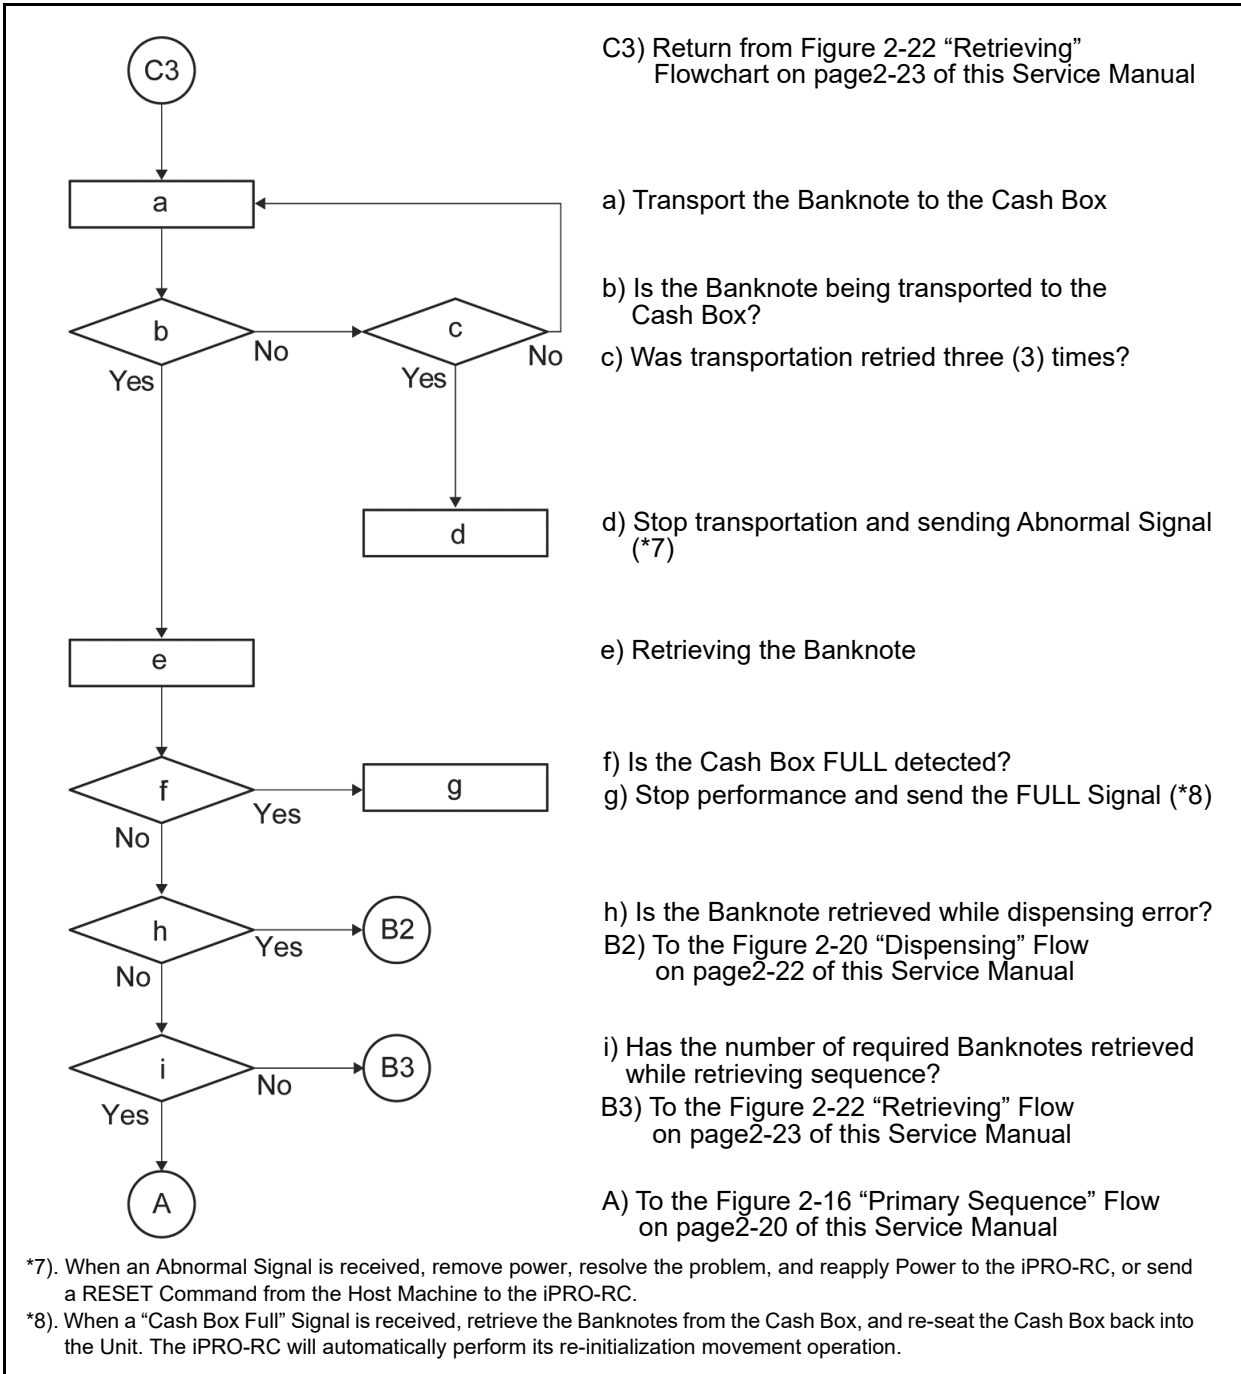 C3
C3) Return from Figure 2-22 “Retrieving”
Flowchart on page2-23 of this Service Manual
a
a) Transport the Banknote to the Cash Box
b
No
Yes
c
No
Yes
b) Is the Banknote being transported to the
Cash Box?
c) Was transportation retried three (3) times?
d
d) Stop transportation and sending Abnormal Signal
(*7)
e
e) Retrieving the Banknote
f
Yes
No
g
f) Is the Cash Box FULL detected?
g) Stop performance and send the FULL Signal (*8)
h
Yes
No
B2
h) Is the Banknote retrieved while dispensing error?
B2) To the Figure 2-20 “Dispensing” Flow
on page2-22 of this Service Manual
i
No
Yes
B3
i) Has the number of required Banknotes retrieved
while retrieving sequence?
B3) To the Figure 2-22 “Retrieving” Flow
on page2-23 of this Service Manual
A
A) To the Figure 2-16 “Primary Sequence” Flow
on page2-20 of this Service Manual
*7). When an Abnormal Signal is received, remove power, resolve the problem, and reapply Power to the iPRO-RC, or send
a RESET Command from the Host Machine to the iPRO-RC.
*8). When a “Cash Box Full” Signal is received, retrieve the Banknotes from the Cash Box, and re-seat the Cash Box back into
the Unit. The iPRO-RC will automatically perform its re-initialization movement operation.